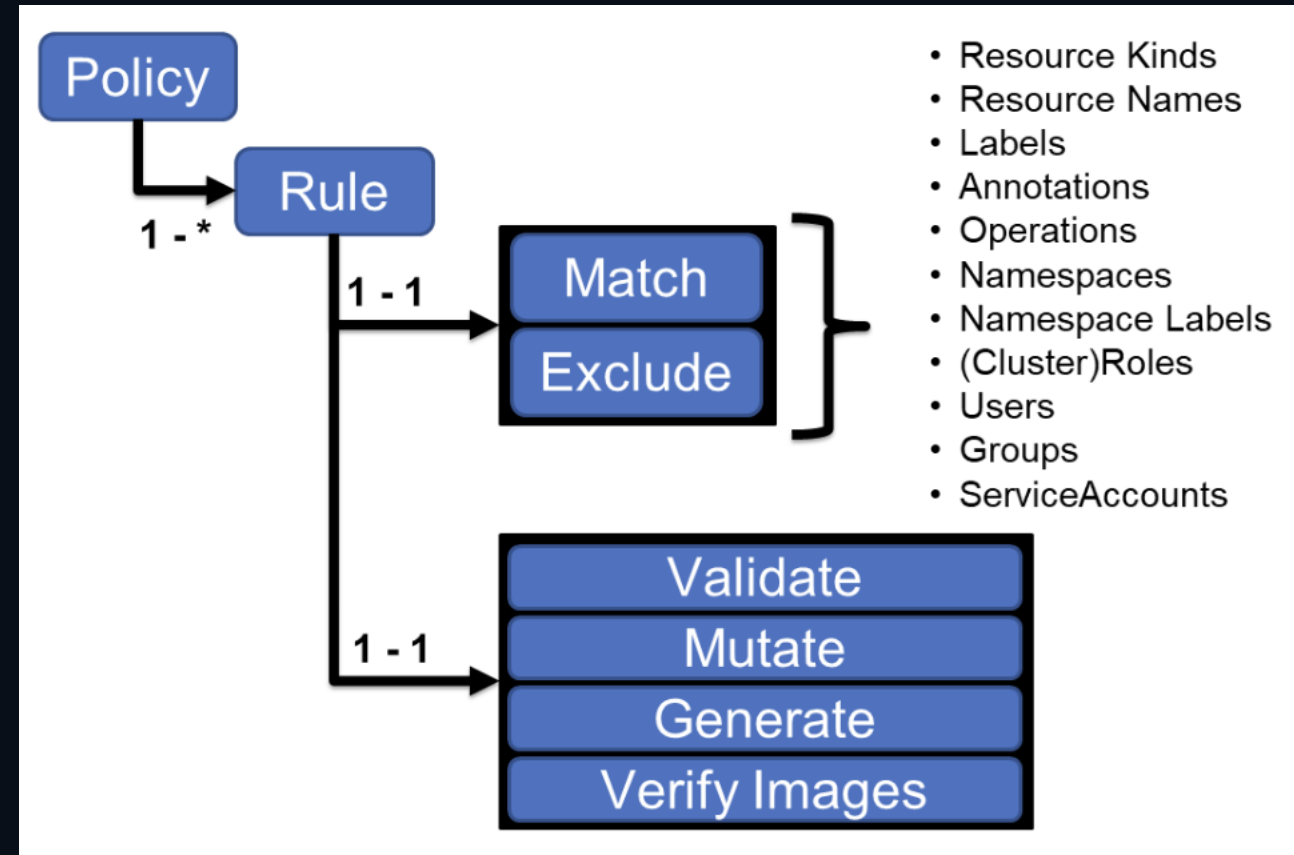 Policy
Rule
1 - *
1 - 1
Match
Exclude
• Resource Kinds
• Resource Names
• Labels
• Annotations
• Operations
• Namespaces
• Namespace Labels
• (Cluster)Roles
• Users
• Groups
• ServiceAccounts
1 - 1
Validate
Mutate
Generate
Verify Images